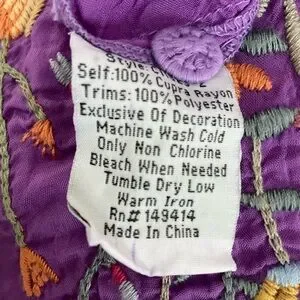 Self:100% Cupra Rayon
Trims:100% Polyester
Exclusive Of Decoration
Machine Wash Cold
Only Non Chlorine
Bleach When Needed
Tumble Dry Low
Warm Iron
Rn# 149414
Made In China